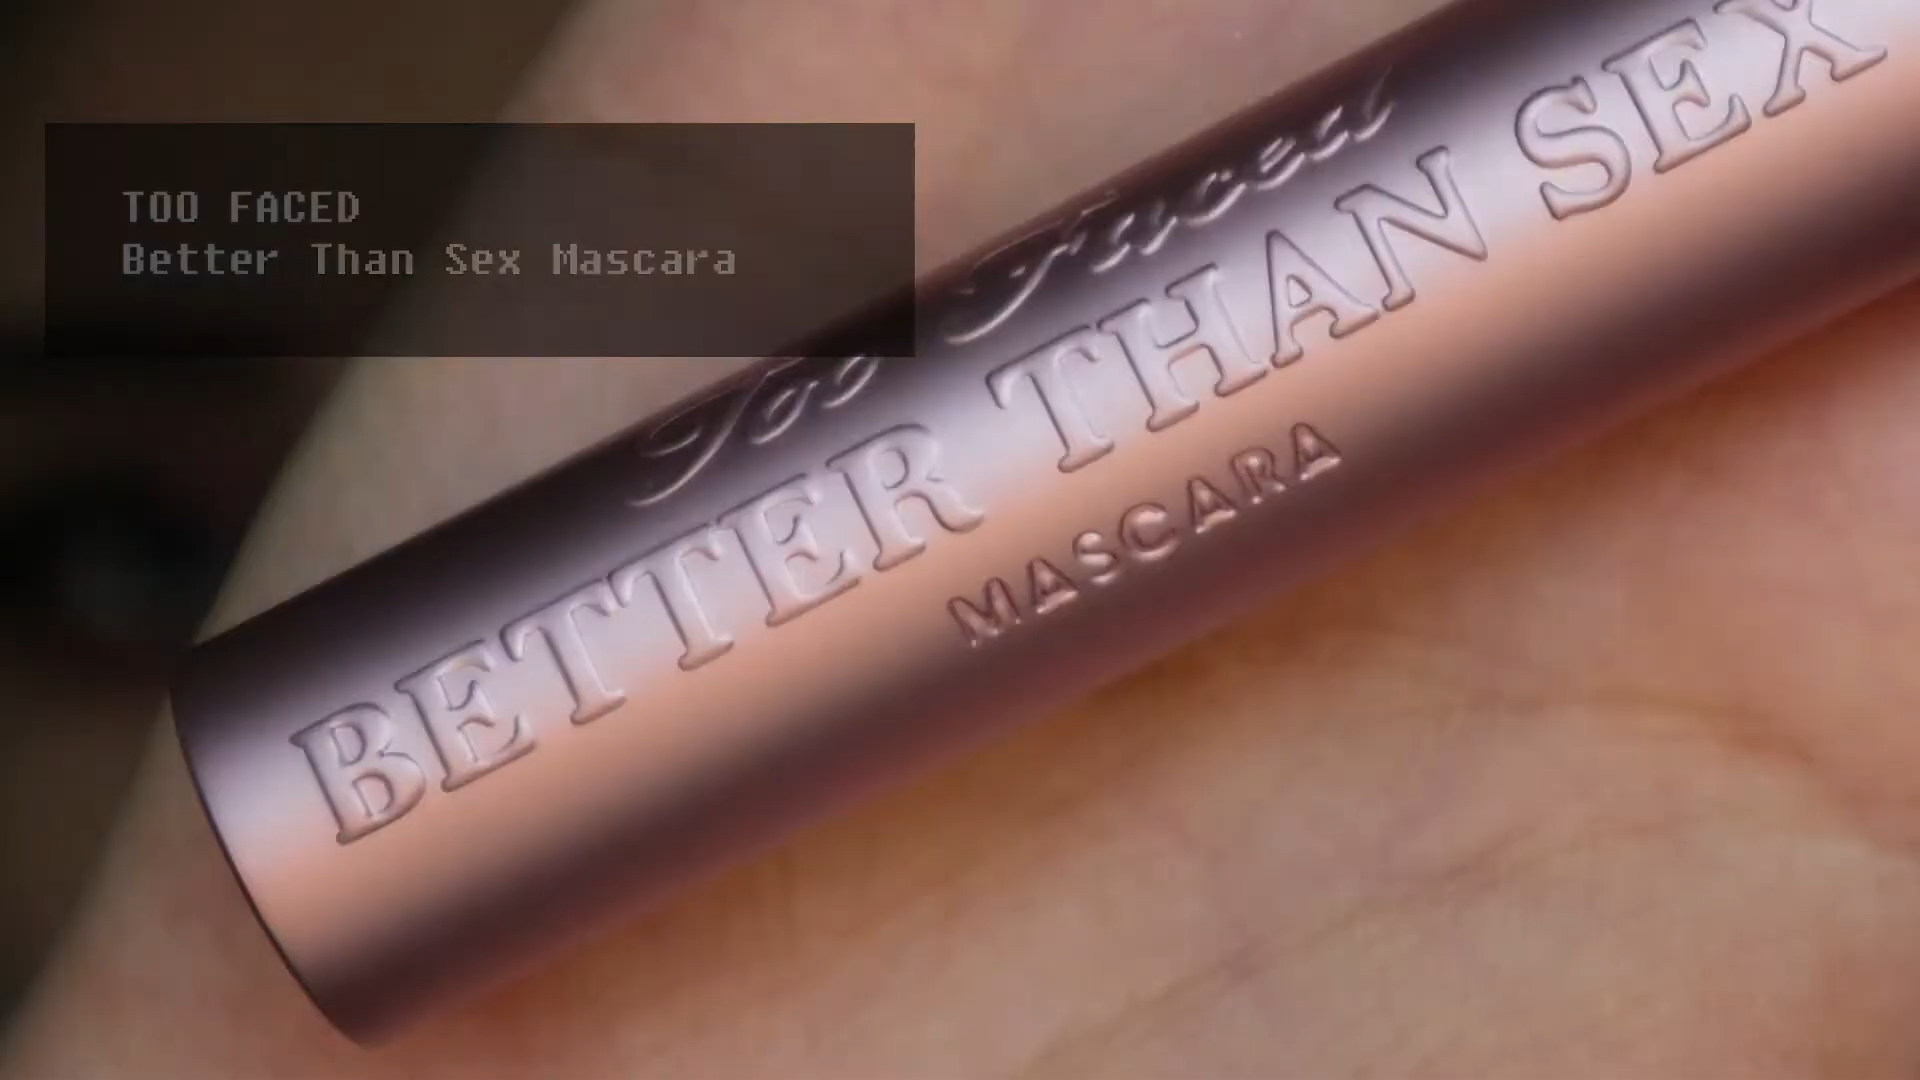 TOO FACED
Better Than Sex Mascara
Too Faced
BETTER THAN SEX
MASCARA